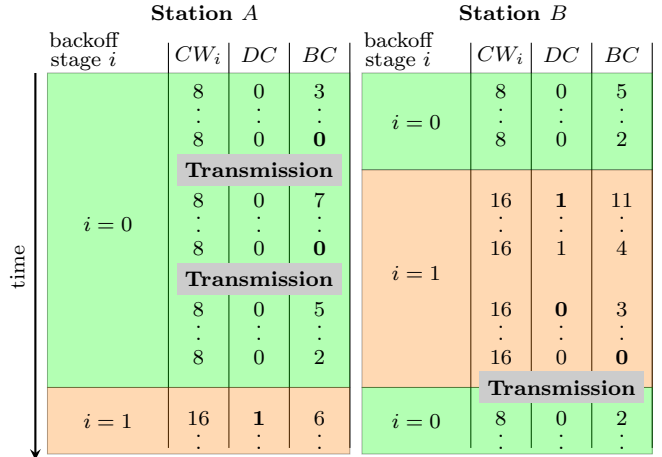 Station A
Station B
backoff stage i CW_i DC BC
backoff stage i CW_i DC BC
time
i = 0
8 0 3
. . .
. . .
8 0 0
Transmission
8 0 7
. . .
. . .
8 0 0
Transmission
8 0 5
. . .
. . .
8 0 2
i = 1
16 1 6
. . .
i = 0
8 0 5
. . .
. . .
8 0 2
i = 1
16 1 11
. . .
. . .
16 1 4
16 0 3
. . .
. . .
16 0 0
Transmission
i = 0
8 0 2
. . .